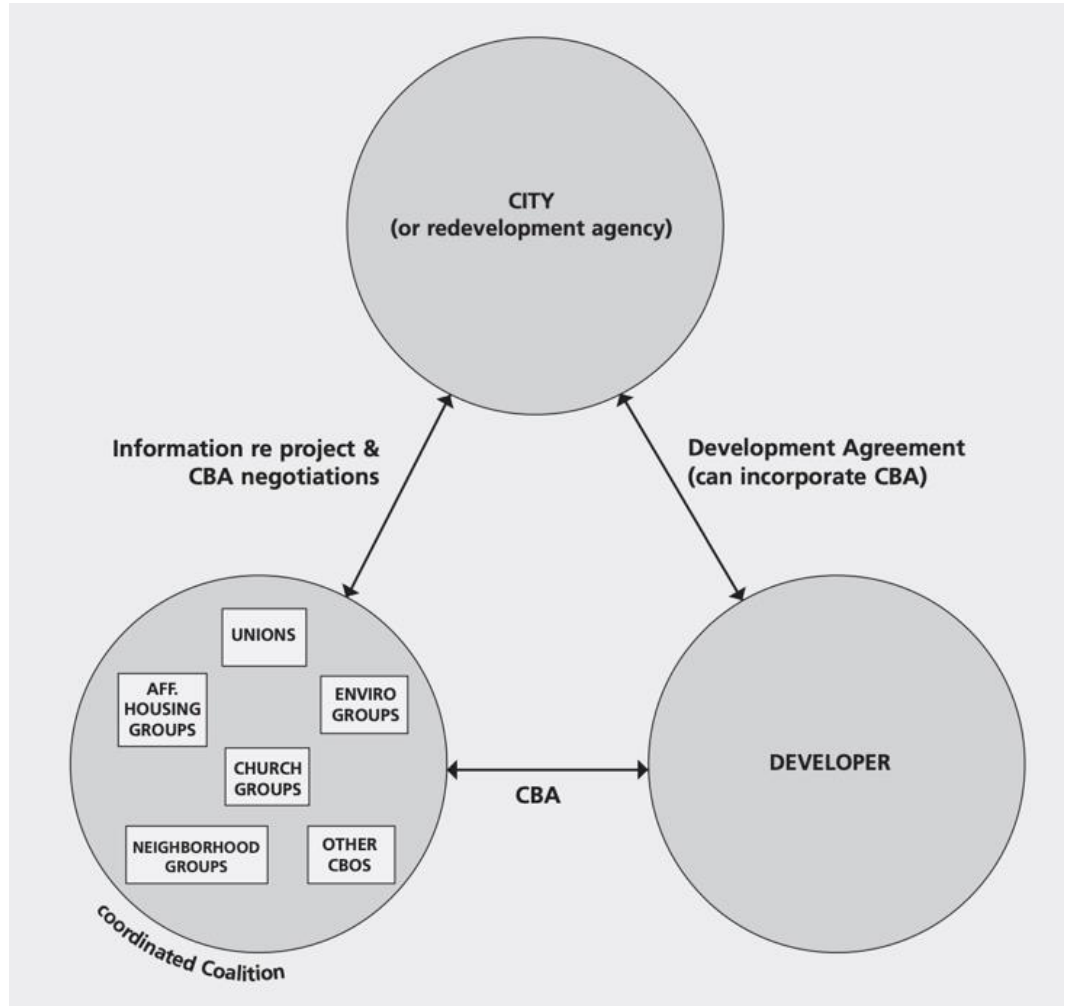 CITY
(or redevelopment agency)
Information re project &
CBA negotiations
Development Agreement
(can incorporate CBA)
UNIONS
AFF.
HOUSING
GROUPS
ENVIRO
GROUPS
CHURCH
GROUPS
NEIGHBORHOOD
GROUPS
OTHER
CBOS
coordinated Coalition
CBA
DEVELOPER